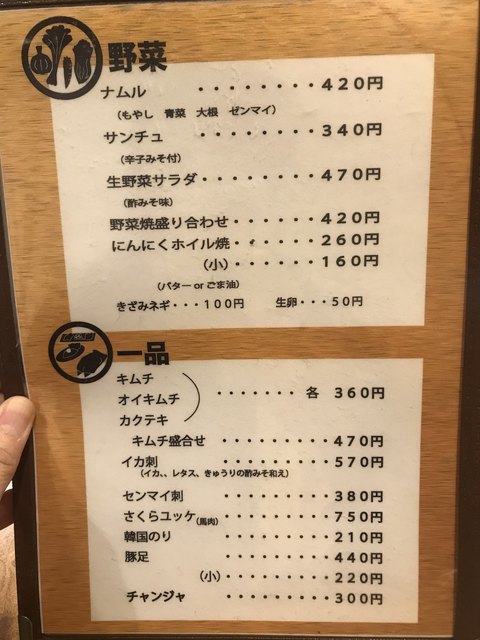 野菜
ナムル ・・・・・・・・・420円
(もやし 青菜 大根 ゼンマイ)
サンチュ ・・・・・・・・・340円
(辛子みそ付)
生野菜サラダ・・・・・・・・・470円
(酢みそ味)
野菜焼盛り合わせ・・・・・・・420円
にんにくホイル焼・・・・・・・260円
(小)・・・・・・・160円
(バター or ごま油)
きざみネギ・・・100円 生卵・・・50円
一品
キムチ
オイキムチ ・・・・・・・ 各 360円
カクテキ
キムチ盛合せ ・・・・・・・・470円
イカ刺 ・・・・・・・・570円
(イカ、、レタス、きゅうりの酢みそ和え)
センマイ刺 ・・・・・・・・380円
さくらユッケ(馬肉)・・・・・・・・750円
韓国のり ・・・・・・・・210円
豚足 ・・・・・・・・440円
(小)・・・・・・・・220円
チャンジャ ・・・・・・・・300円